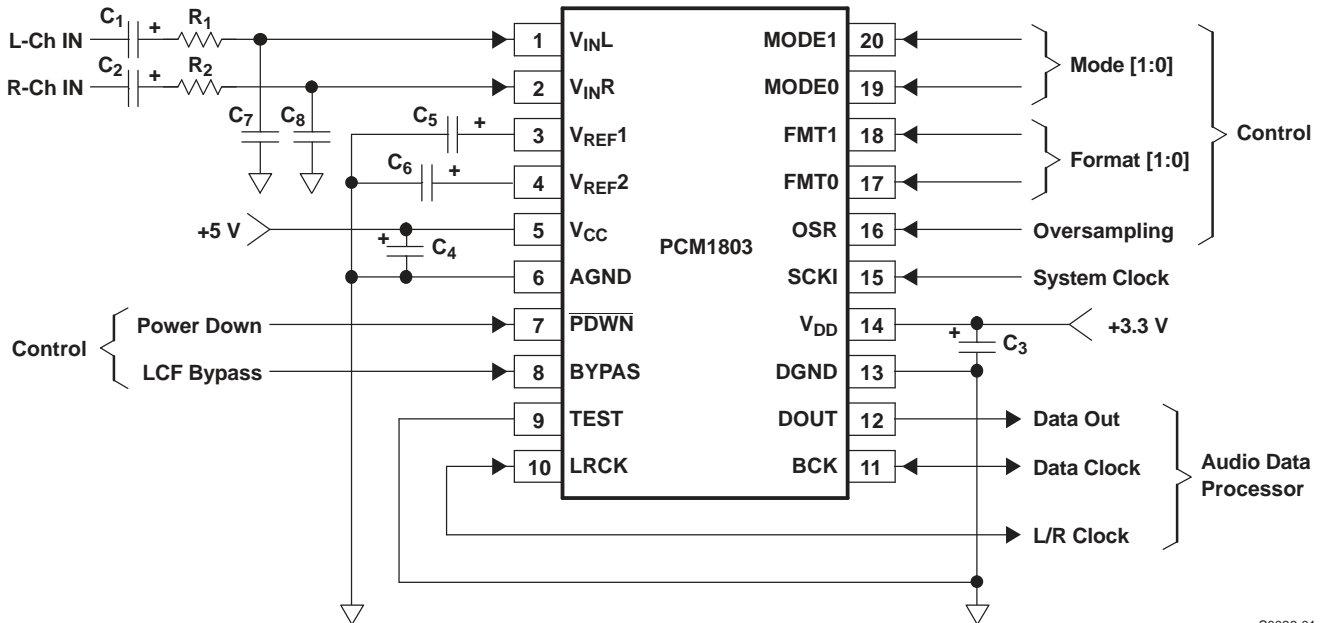 C1 + R1
L-Ch IN
C2 + R2
R-Ch IN
C7 C8
C5 +
C6 +
+5 V
+ C4
Control
Power Down
LCF Bypass
1 VINL
2 VINR
3 VREF1
4 VREF2
5 VCC
6 AGND
7 PDWN
8 BYPAS
9 TEST
10 LRCK
PCM1803
MODE1 20
MODE0 19
FMT1 18
FMT0 17
OSR 16
SCKI 15
VDD 14
DGND 13
DOUT 12
BCK 11
Mode [1:0]
Format [1:0]
Control
Oversampling
System Clock
+ C3
+3.3 V
Data Out
Data Clock
L/R Clock
Audio Data
Processor